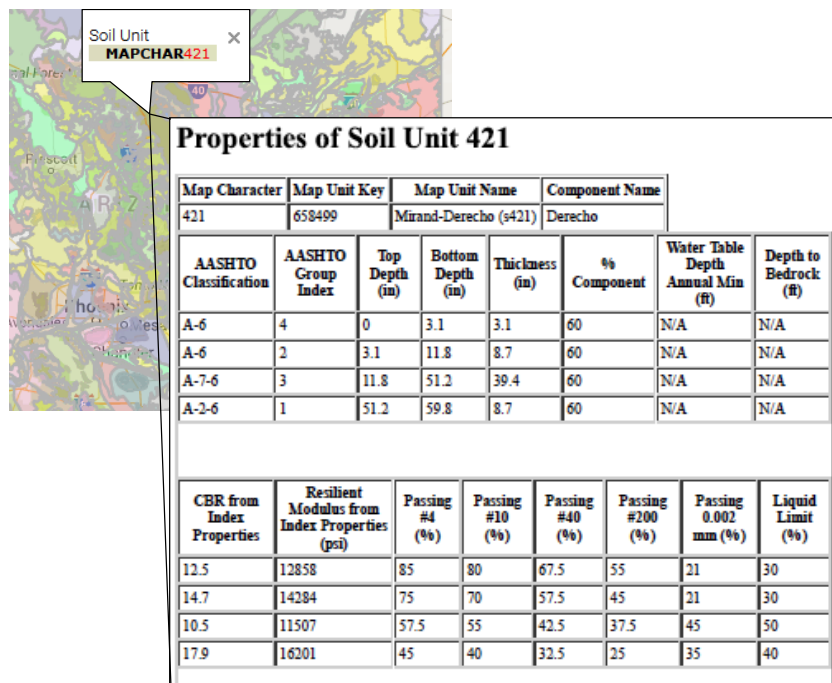 Soil Unit ×
MAPCHAR421
40
Prescott
A R I Z
Phoenix
Mesa
Chandler
Properties of Soil Unit 421
Map Character Map Unit Key Map Unit Name Component Name
421 658499 Mirand-Derecho (s421) Derecho
AASHTO Classification AASHTO Group Index Top Depth (in) Bottom Depth (in) Thickness (in) % Component Water Table Depth Annual Min (ft) Depth to Bedrock (ft)
A-6 4 0 3.1 3.1 60 N/A N/A
A-6 2 3.1 11.8 8.7 60 N/A N/A
A-7-6 3 11.8 51.2 39.4 60 N/A N/A
A-2-6 1 51.2 59.8 8.7 60 N/A N/A
CBR from Index Properties Resilient Modulus from Index Properties (psi) Passing #4 (%) Passing #10 (%) Passing #40 (%) Passing #200 (%) Passing 0.002 mm (%) Liquid Limit (%)
12.5 12858 85 80 67.5 55 21 30
14.7 14284 75 70 57.5 45 21 30
10.5 11507 57.5 55 42.5 37.5 45 50
17.9 16201 45 40 32.5 25 35 40